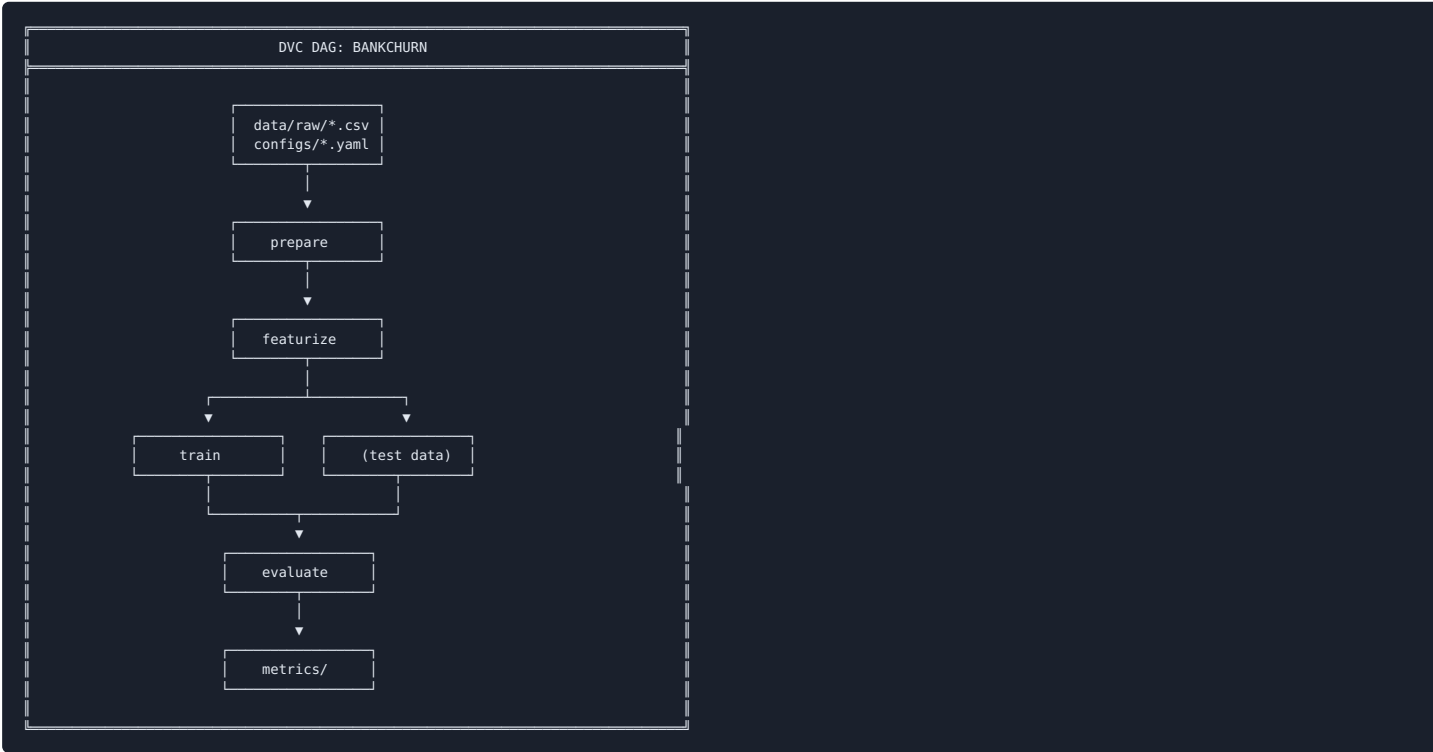 DVC DAG: BANKCHURN
data/raw/*.csv
configs/*.yaml
prepare
featurize
train (test data)
evaluate
metrics/